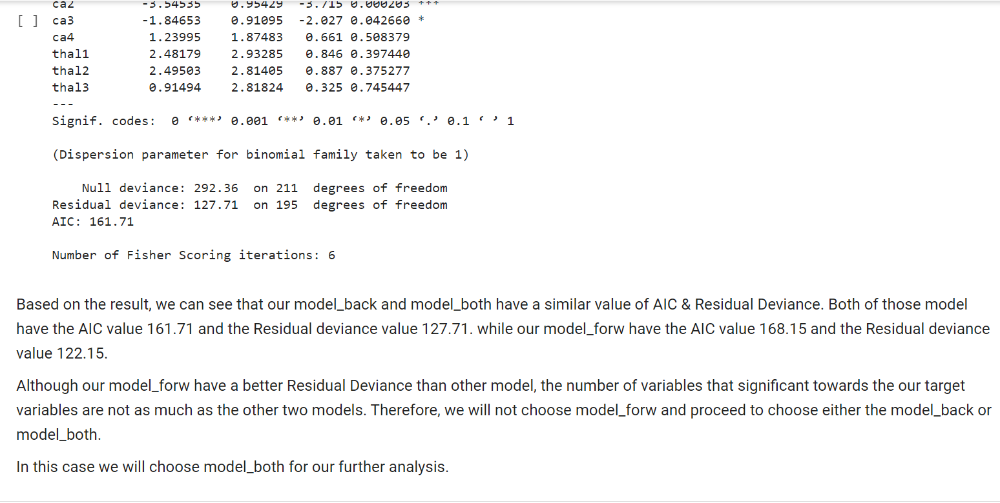 ca2 -3.54535 0.95429 -3.715 0.000203 ***
[ ] ca3 -1.84653 0.91095 -2.027 0.042660 *
ca4 1.23995 1.87483 0.661 0.508379
thal1 2.48179 2.93285 0.846 0.397440
thal2 2.49503 2.81405 0.887 0.375277
thal3 0.91494 2.81824 0.325 0.745447
---
Signif. codes: 0 ‘***’ 0.001 ‘**’ 0.01 ‘*’ 0.05 ‘.’ 0.1 ‘ ’ 1
(Dispersion parameter for binomial family taken to be 1)
Null deviance: 292.36 on 211 degrees of freedom
Residual deviance: 127.71 on 195 degrees of freedom
AIC: 161.71
Number of Fisher Scoring iterations: 6
Based on the result, we can see that our model_back and model_both have a similar value of AIC & Residual Deviance. Both of those model
have the AIC value 161.71 and the Residual deviance value 127.71. while our model_forw have the AIC value 168.15 and the Residual deviance
value 122.15.
Although our model_forw have a better Residual Deviance than other model, the number of variables that significant towards the our target
variables are not as much as the other two models. Therefore, we will not choose model_forw and proceed to choose either the model_back or
model_both.
In this case we will choose model_both for our further analysis.